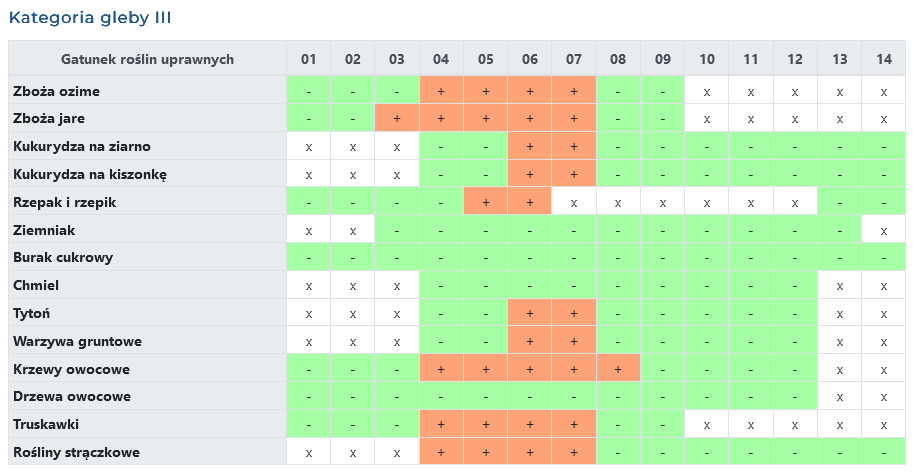 Kategoria gleby III
Gatunek roślin uprawnych 01 02 03 04 05 06 07 08 09 10 11 12 13 14
Zboża ozime - - - + + + + - - x x x x x
Zboża jare - - + + + + + - - x x x x x
Kukurydza na ziarno x x x - - + + - - - - - - -
Kukurydza na kiszonkę x x x - - + + - - - - - - -
Rzepak i rzepik - - - - + + x x x x x x - -
Ziemniak x x - - - - - - - - - - - x
Burak cukrowy - - - - - - - - - - - - - -
Chmiel x x x - - - - - - - - - x x
Tytoń x x x - - + + - - - - - x x
Warzywa gruntowe x x x - - + + - - - - - x x
Krzewy owocowe - - - + + + + + - - - - x x
Drzewa owocowe - - - - - - - - - - - - x x
Truskawki - - - + + + + - - x x x x x
Rośliny strączkowe x x x + + + + - - - - - - -